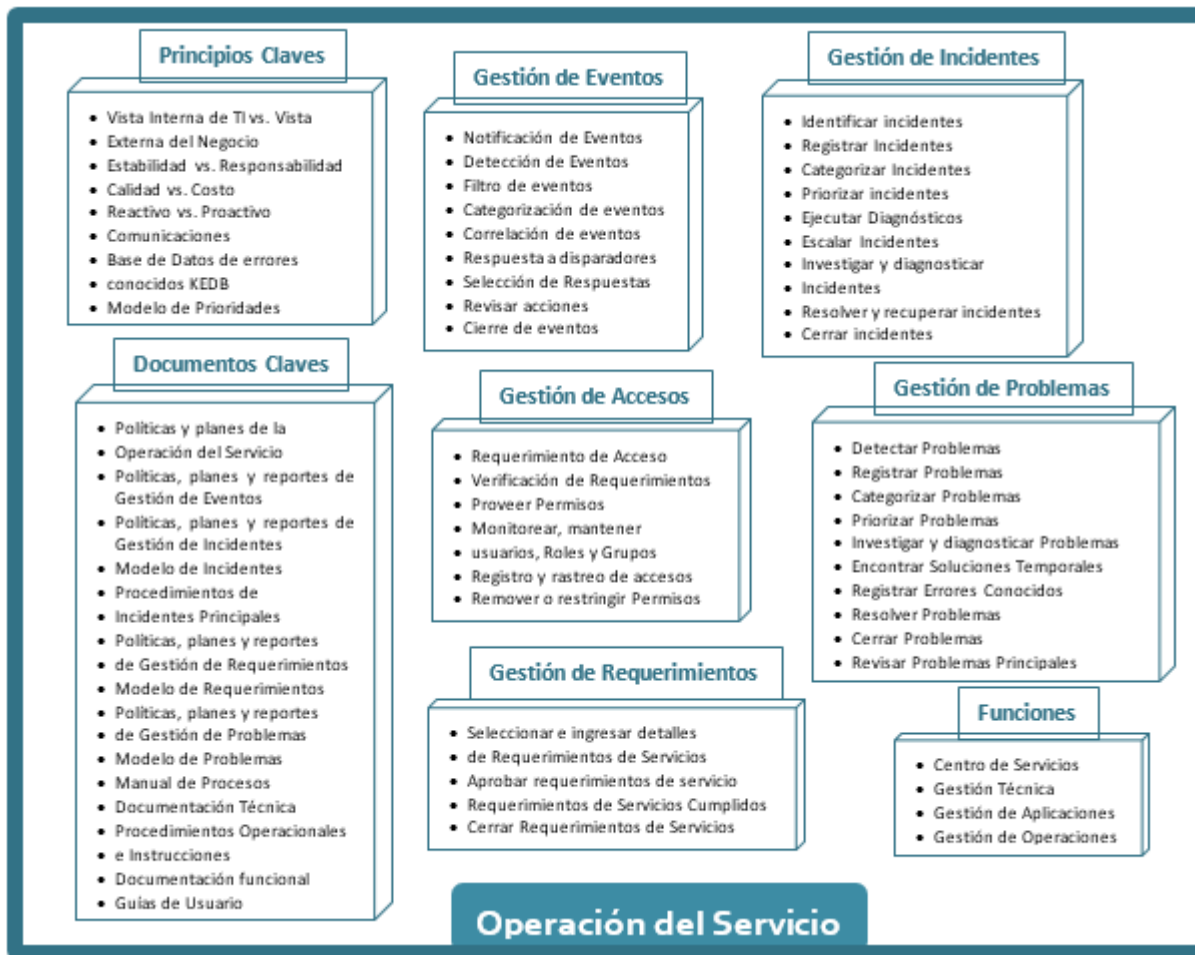 Principios Claves
• Vista Interna de TI vs. Vista
• Externa del Negocio
• Estabilidad vs. Responsabilidad
• Calidad vs. Costo
• Reactivo vs. Proactivo
• Comunicaciones
• Base de Datos de errores
• conocidos KEDB
• Modelo de Prioridades
Documentos Claves
• Políticas y planes de la
• Operación del Servicio
• Políticas, planes y reportes de
Gestión de Eventos
• Políticas, planes y reportes de
Gestión de Incidentes
• Modelo de Incidentes
• Procedimientos de
• Incidentes Principales
• Políticas, planes y reportes
• de Gestión de Requerimientos
• Modelo de Requerimientos
• Políticas, planes y reportes
• de Gestión de Problemas
• Modelo de Problemas
• Manual de Procesos
• Documentación Técnica
• Procedimientos Operacionales
• e Instrucciones
• Documentación funcional
• Guías de Usuario
Gestión de Eventos
• Notificación de Eventos
• Detección de Eventos
• Filtro de eventos
• Categorización de eventos
• Correlación de eventos
• Respuesta a disparadores
• Selección de Respuestas
• Revisar acciones
• Cierre de eventos
Gestión de Accesos
• Requerimiento de Acceso
• Verificación de Requerimientos
• Proveer Permisos
• Monitorear, mantener
• usuarios, Roles y Grupos
• Registro y rastreo de accesos
• Remover o restringir Permisos
Gestión de Requerimientos
• Seleccionar e ingresar detalles
• de Requerimientos de Servicios
• Aprobar requerimientos de servicio
• Requerimientos de Servicios Cumplidos
• Cerrar Requerimientos de Servicios
Gestión de Incidentes
• Identificar incidentes
• Registrar Incidentes
• Categorizar Incidentes
• Priorizar incidentes
• Ejecutar Diagnósticos
• Escalar Incidentes
• Investigar y diagnosticar
• Incidentes
• Resolver y recuperar incidentes
• Cerrar incidentes
Gestión de Problemas
• Detectar Problemas
• Registrar Problemas
• Categorizar Problemas
• Priorizar Problemas
• Investigar y diagnosticar Problemas
• Encontrar Soluciones Temporales
• Registrar Errores Conocidos
• Resolver Problemas
• Cerrar Problemas
• Revisar Problemas Principales
Funciones
• Centro de Servicios
• Gestión Técnica
• Gestión de Aplicaciones
• Gestión de Operaciones
Operación del Servicio